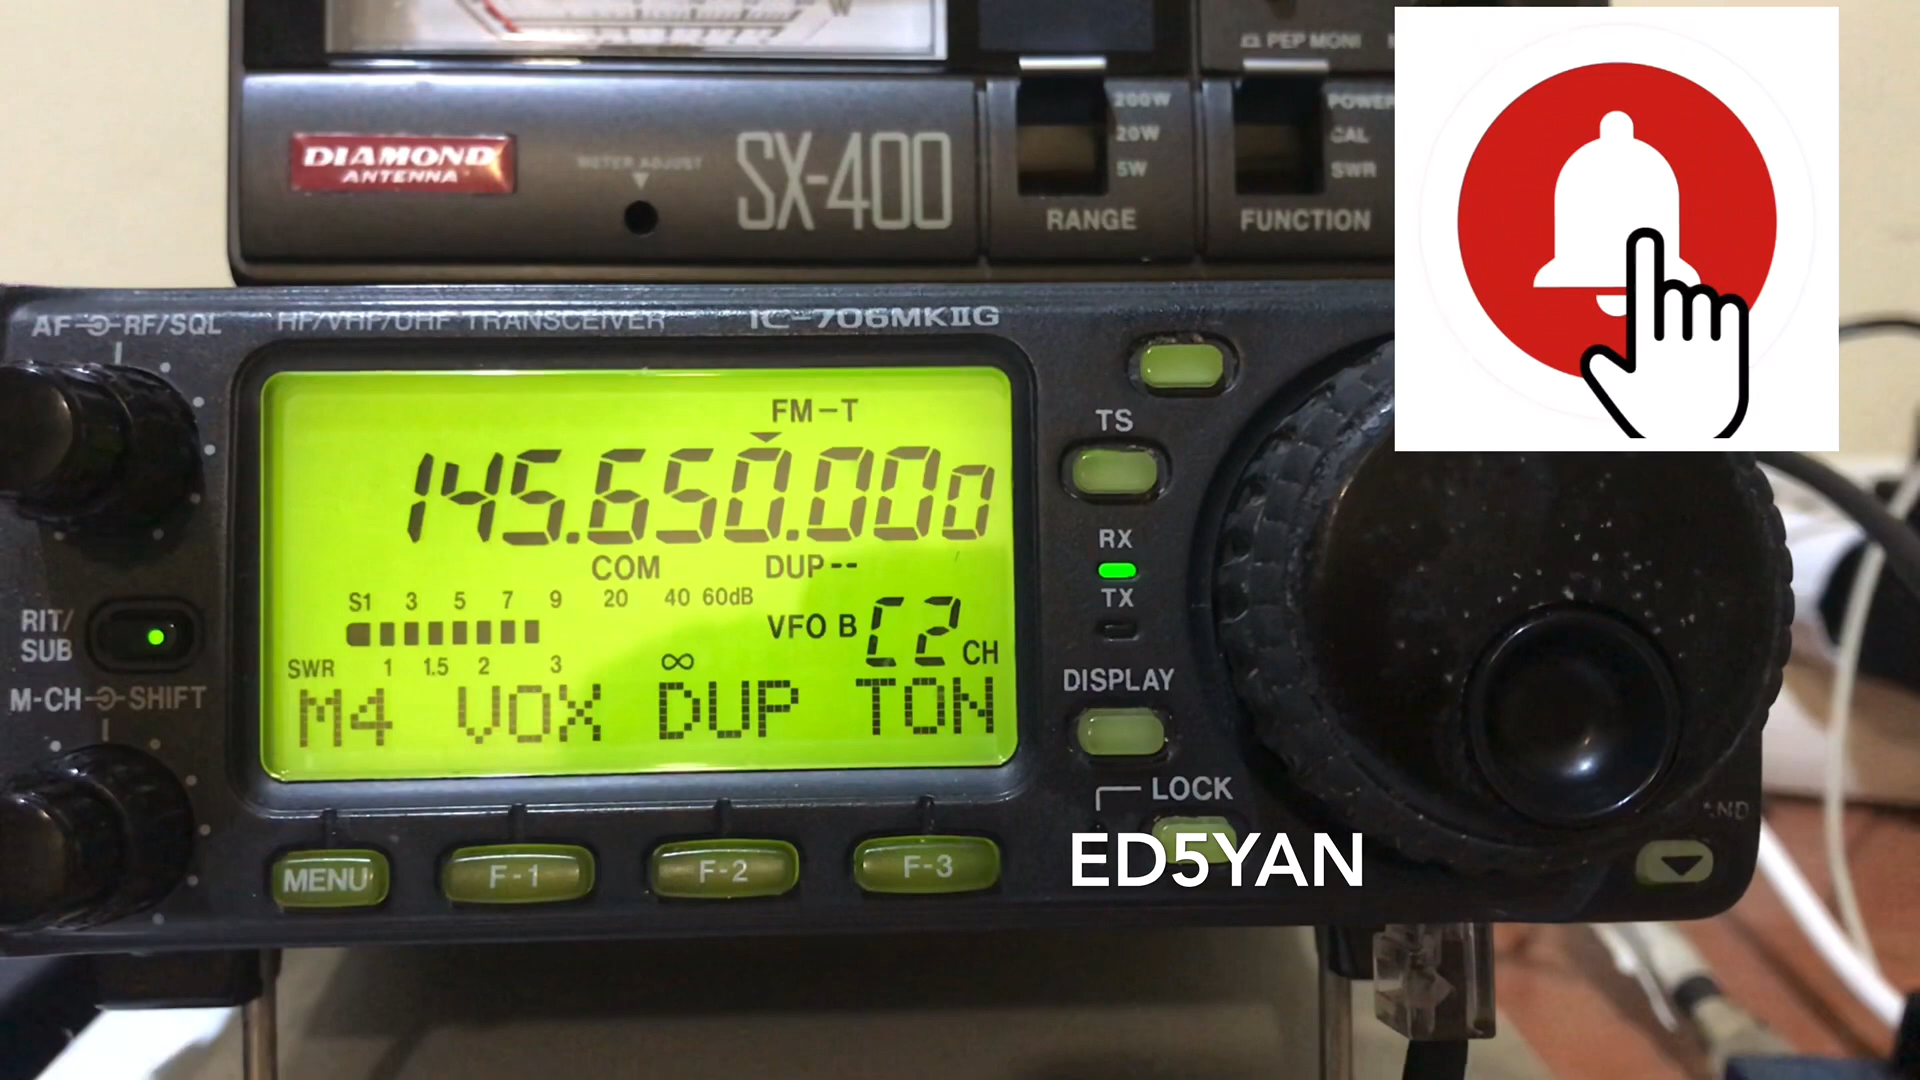 PEP MONI
200W
POWER
20W
CAL
5W
SWR
DIAMOND
ANTENNA
METER ADJUST
SX-400
RANGE
FUNCTION
AF RF/SQL
HF/VHF/UHF TRANSCEIVER
IC-706MKIIG
FM-T
TS
145.650.000
COM
DUP--
RX
S1 3 5 7 9 20 40 60dB
TX
VFO B
C2 CH
RIT/
SUB
SWR 1 1.5 2 3 ∞
M-CH SHIFT
DISPLAY
M4 VOX DUP TON
LOCK
MENU
F-1
F-2
F-3
ED5YAN